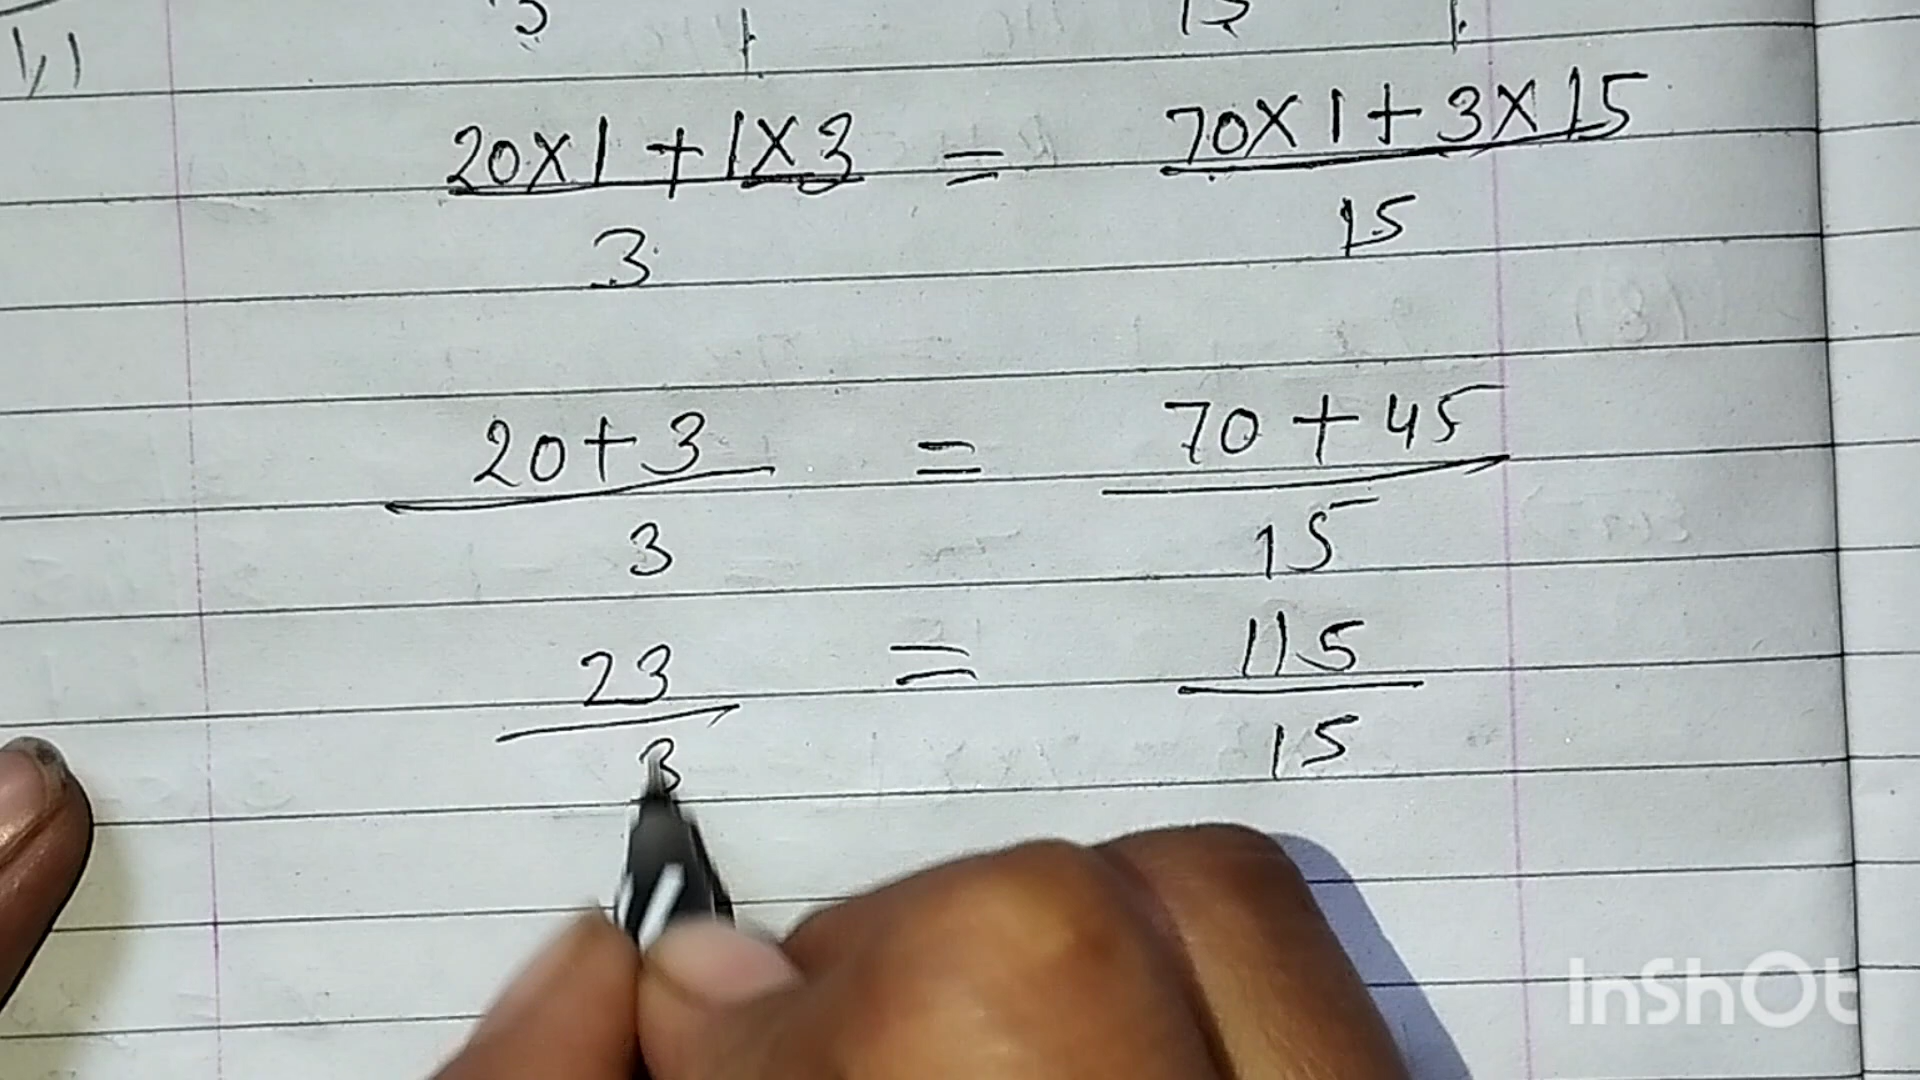 20×1+1×3 = 70×1+3×15
3 15
20+3 = 70+45
3 15
23 = 115
3 15
InShOt